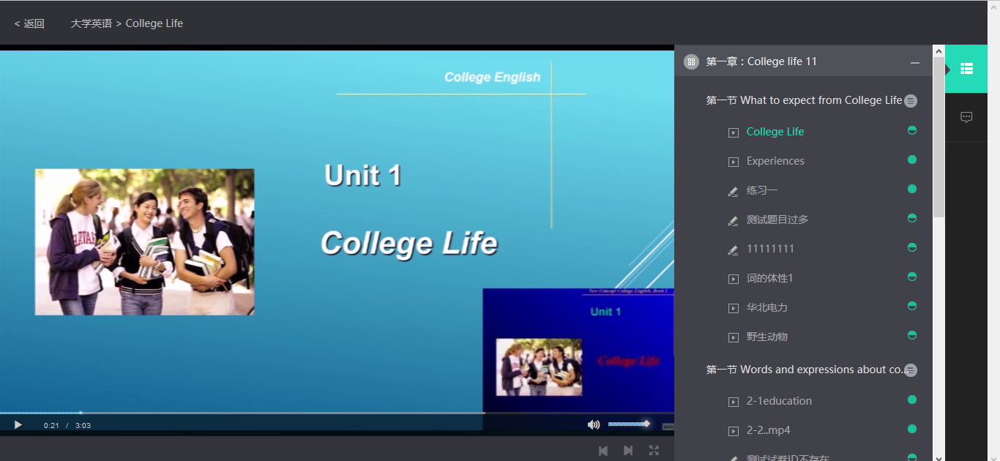 < 返回 大学英语 > College Life
College English
Unit 1
College Life
HARVARD
New Concept College English, Book 1
Unit 1
College Life
0:21 / 3:03
第一章 : College life 11
第一节 What to expect from College Life
College Life
Experiences
练习一
测试题目过多
11111111
词的体性1
华北电力
野生动物
第一节 Words and expressions about co...
2-1education
2-2..mp4
测试试卷ID不存在